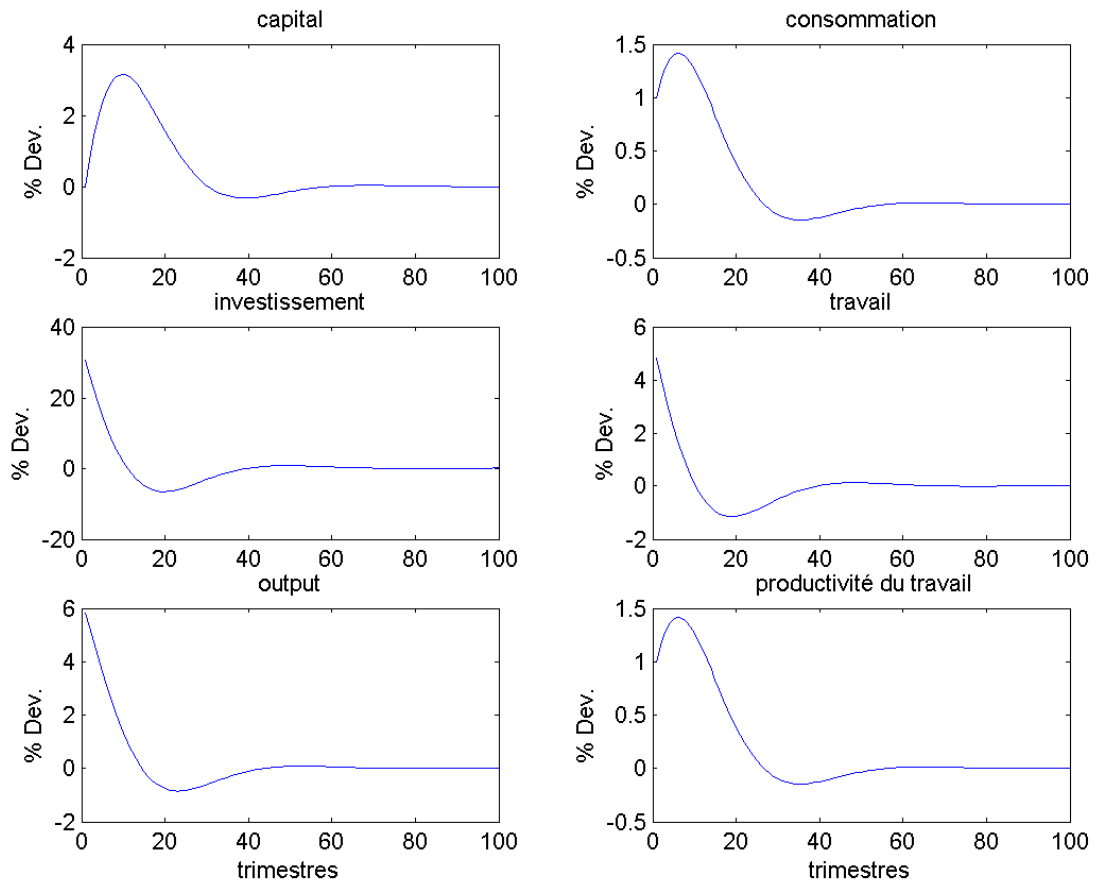 capital
4
2
0
-2
% Dev.
0 20 40 60 80 100
consommation
1.5
1
0.5
0
-0.5
% Dev.
0 20 40 60 80 100
investissement
40
20
0
-20
% Dev.
0 20 40 60 80 100
travail
6
4
2
0
-2
% Dev.
0 20 40 60 80 100
output
6
4
2
0
-2
% Dev.
0 20 40 60 80 100
trimestres
productivité du travail
1.5
1
0.5
0
-0.5
% Dev.
0 20 40 60 80 100
trimestres